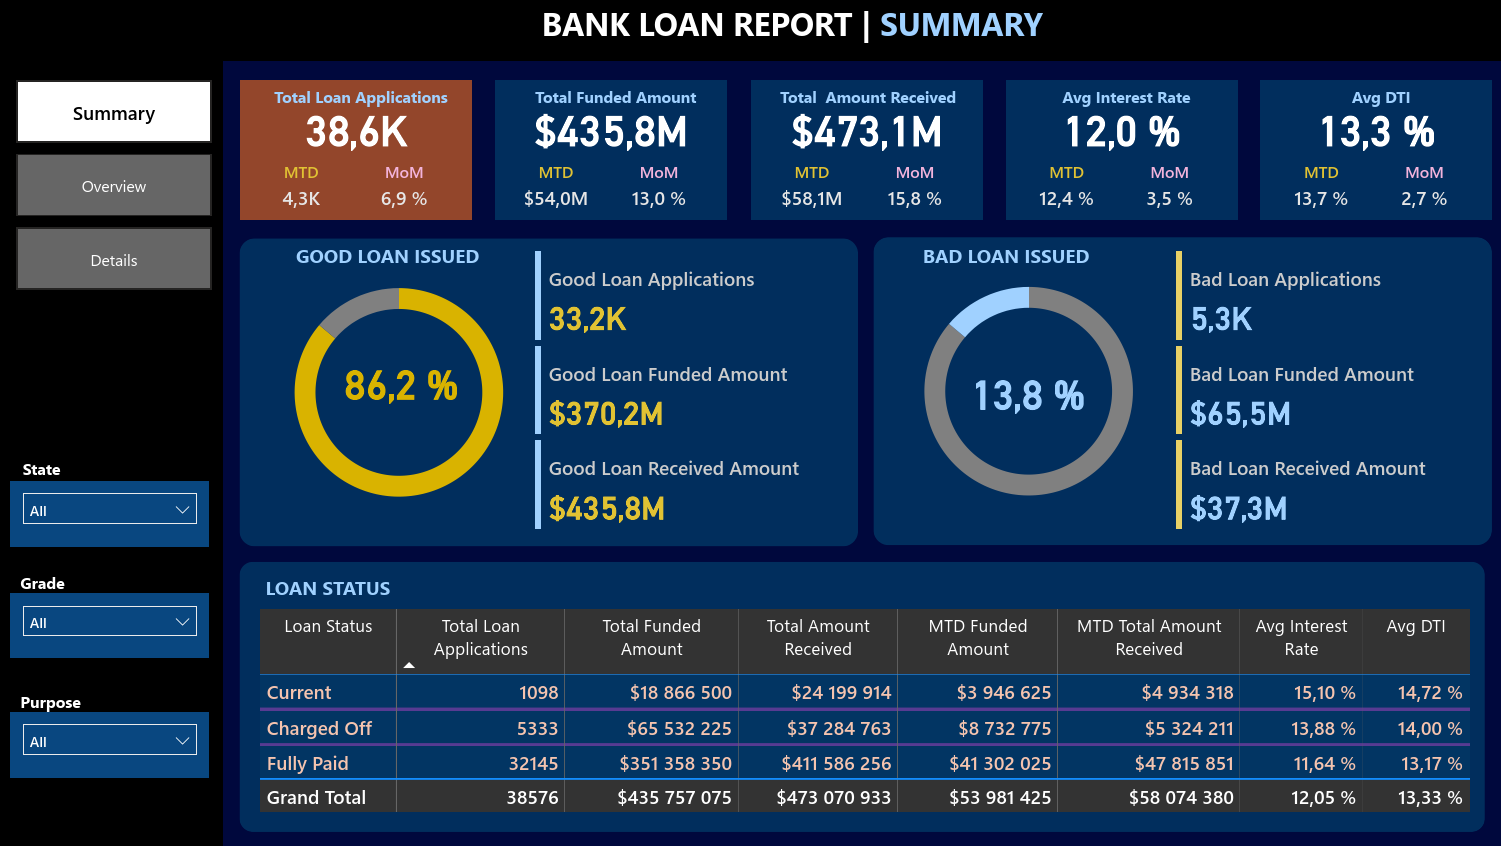 BANK LOAN REPORT | SUMMARY
Summary
Overview
Details
State
All
Grade
All
Purpose
All
Total Loan Applications
38,6K
MTD MoM
4,3K 6,9 %
Total Funded Amount
$435,8M
MTD MoM
$54,0M 13,0 %
Total Amount Received
$473,1M
MTD MoM
$58,1M 15,8 %
Avg Interest Rate
12,0 %
MTD MoM
12,4 % 3,5 %
Avg DTI
13,3 %
MTD MoM
13,7 % 2,7 %
GOOD LOAN ISSUED
86,2 %
Good Loan Applications
33,2K
Good Loan Funded Amount
$370,2M
Good Loan Received Amount
$435,8M
BAD LOAN ISSUED
13,8 %
Bad Loan Applications
5,3K
Bad Loan Funded Amount
$65,5M
Bad Loan Received Amount
$37,3M
LOAN STATUS
Loan Status Total Loan Total Funded Total Amount MTD Funded MTD Total Amount Avg Interest Avg DTI
Applications Amount Received Amount Received Rate
Current 1098 $18 866 500 $24 199 914 $3 946 625 $4 934 318 15,10 % 14,72 %
Charged Off 5333 $65 532 225 $37 284 763 $8 732 775 $5 324 211 13,88 % 14,00 %
Fully Paid 32145 $351 358 350 $411 586 256 $41 302 025 $47 815 851 11,64 % 13,17 %
Grand Total 38576 $435 757 075 $473 070 933 $53 981 425 $58 074 380 12,05 % 13,33 %